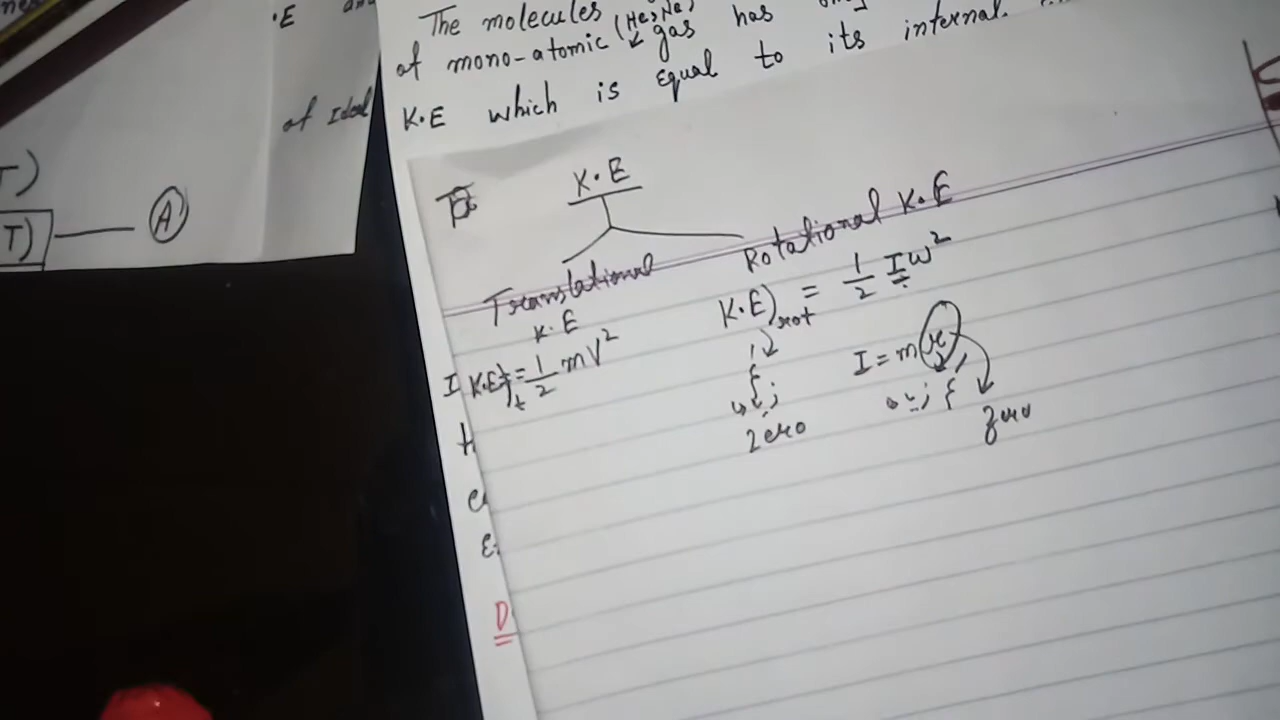 The molecules (He, Ne)
of mono-atomic gas has
K.E which is equal to its internal
.E and
of Ideal
T)
T)
A
K.E
Translational
K.E
Rotational K.E
K.E)t = 1/2 mV²
K.E)rot = 1/2 Iω²
I = m
zero
zero
I
E
D